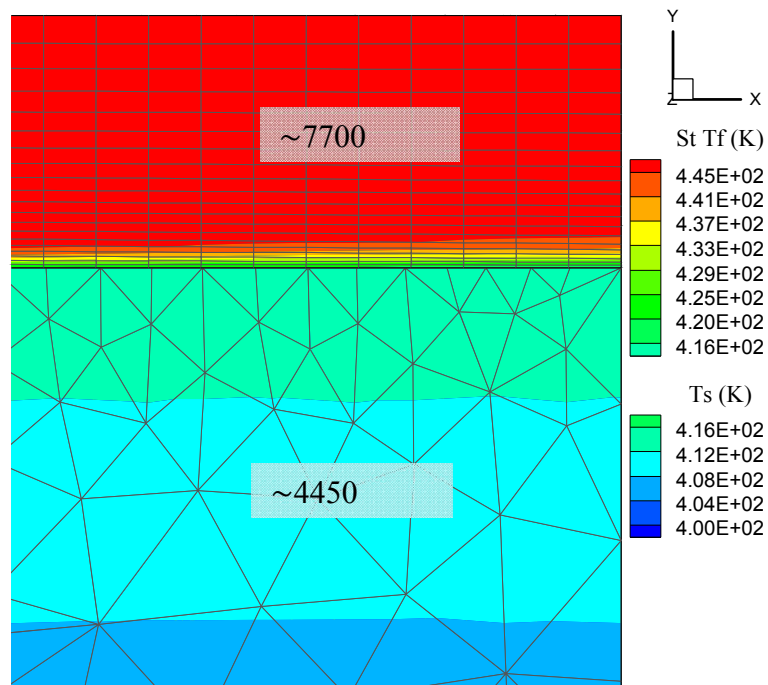 Y
Z
X
~7700
St Tf (K)
4.45E+02
4.41E+02
4.37E+02
4.33E+02
4.29E+02
4.25E+02
4.20E+02
4.16E+02
Ts (K)
4.16E+02
4.12E+02
4.08E+02
4.04E+02
4.00E+02
~4450